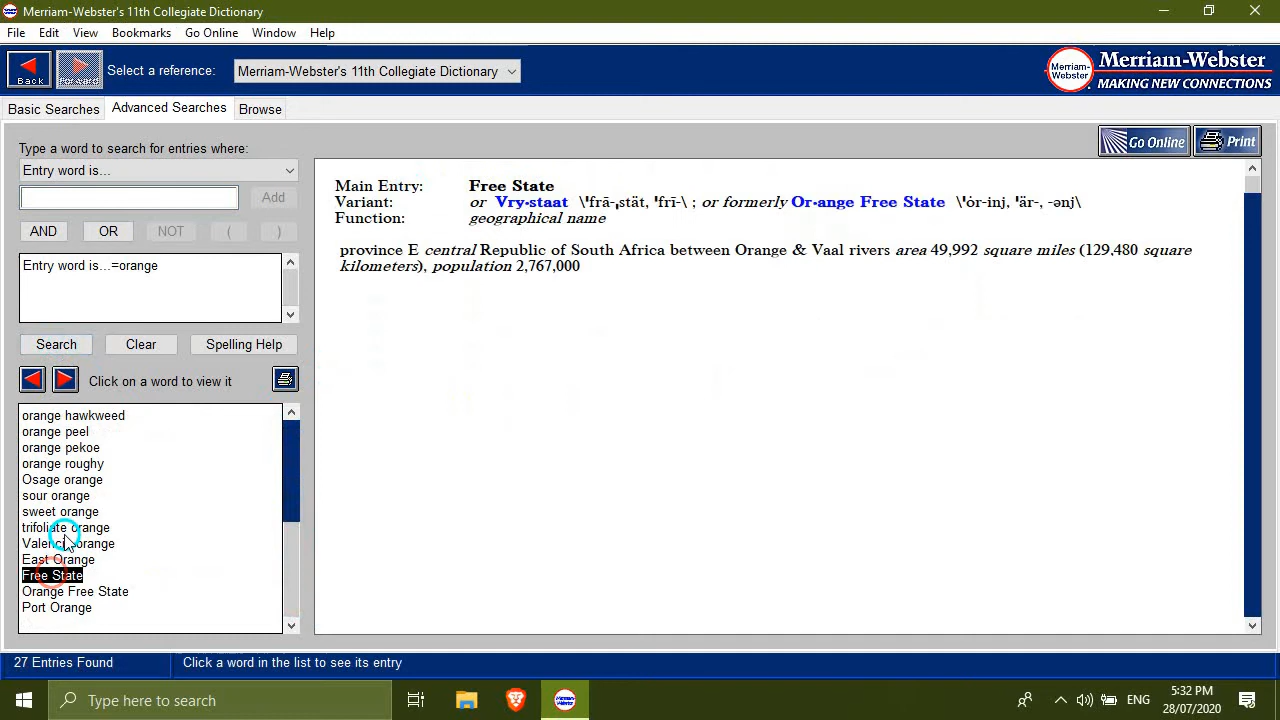 Merriam-Webster's 11th Collegiate Dictionary
File Edit View Bookmarks Go Online Window Help
Back
Select a reference: Merriam-Webster's 11th Collegiate Dictionary
Merriam-Webster
Merriam-Webster
MAKING NEW CONNECTIONS
Basic Searches Advanced Searches Browse
Go Online Print
Type a word to search for entries where:
Entry word is...
Add
AND OR NOT ( )
Entry word is...=orange
Search Clear Spelling Help
Click on a word to view it
orange hawkweed
orange peel
orange pekoe
orange roughy
Osage orange
sour orange
sweet orange
trifoliate orange
Valencia orange
East Orange
Free State
Orange Free State
Port Orange
Main Entry: Free State
Variant: or Vry·staat \ˈfrā-ˌstät, ˈfrī-\ ; or formerly Or·ange Free State \ˈȯr-inj, ˈär-, -ənj\
Function: geographical name
province E central Republic of South Africa between Orange & Vaal rivers area 49,992 square miles (129,480 square
kilometers), population 2,767,000
27 Entries Found Click a word in the list to see its entry
Type here to search
ENG
5:32 PM
28/07/2020